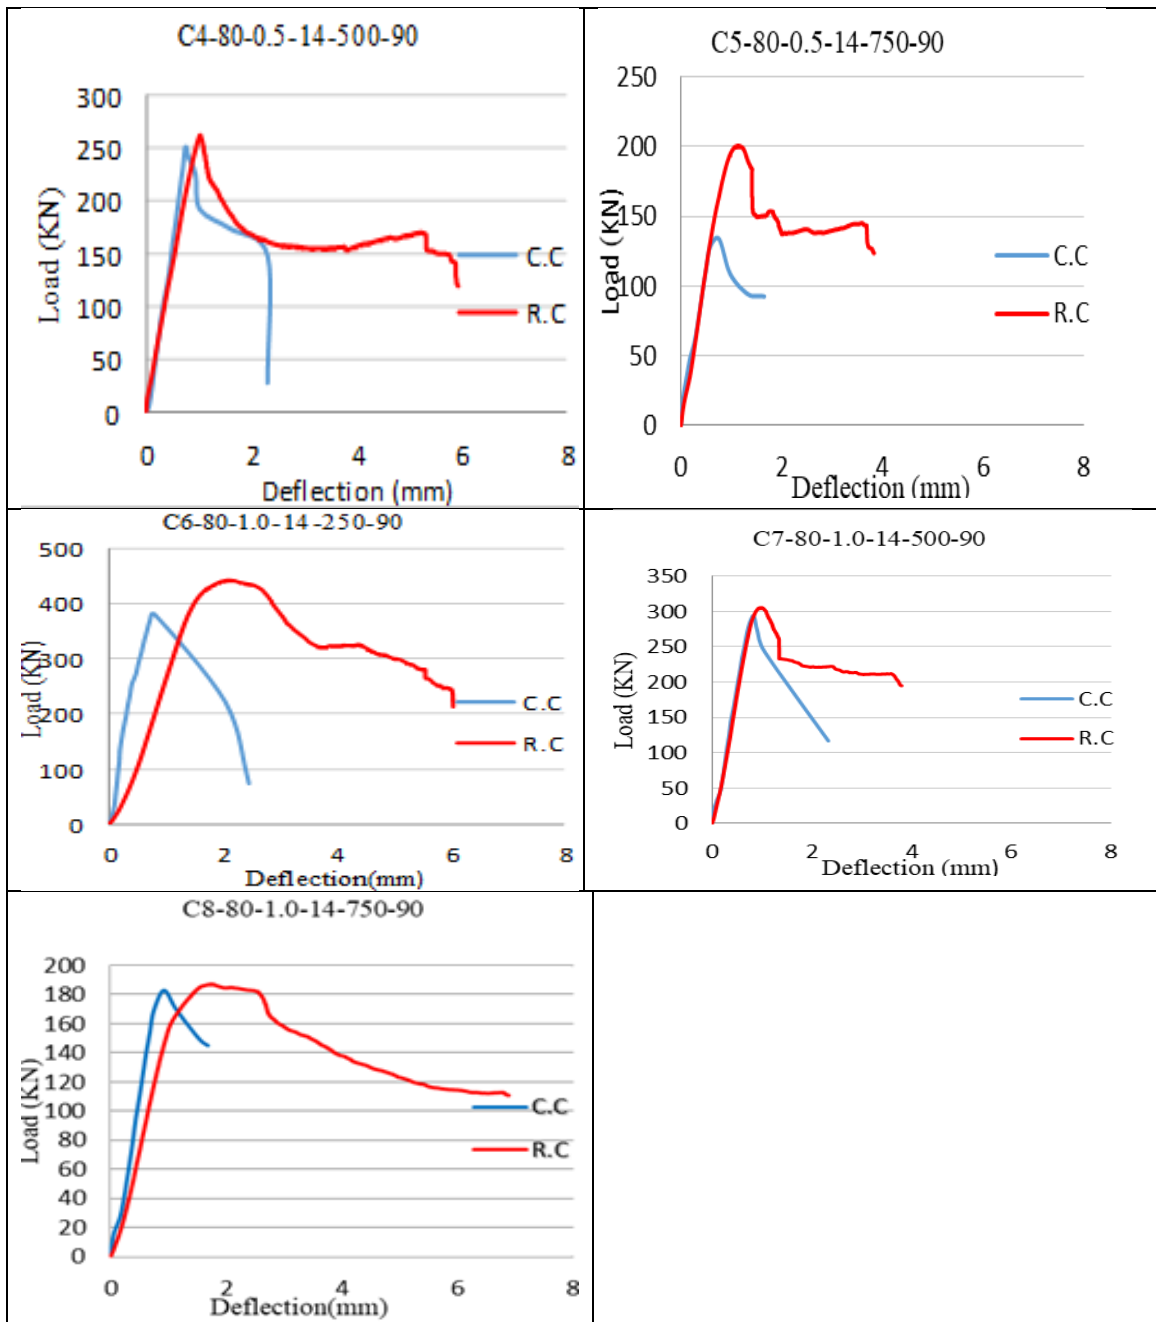 C4-80-0.5-14-500-90
300
250
200
150
100
50
0
Load (KN)
0 2 4 6 8
Deflection (mm)
C.C
R.C
C5-80-0.5-14-750-90
250
200
150
100
50
0
Load (KN)
0 2 4 6 8
Deflection (mm)
C.C
R.C
C6-80-1.0-14-250-90
500
400
300
200
100
0
Load (KN)
0 2 4 6 8
Deflection(mm)
C.C
R.C
C7-80-1.0-14-500-90
350
300
250
200
150
100
50
0
Load (KN)
0 2 4 6 8
Deflection (mm)
C.C
R.C
C8-80-1.0-14-750-90
200
180
160
140
120
100
80
60
40
20
0
Load (KN)
0 2 4 6 8
Deflection(mm)
C.C
R.C